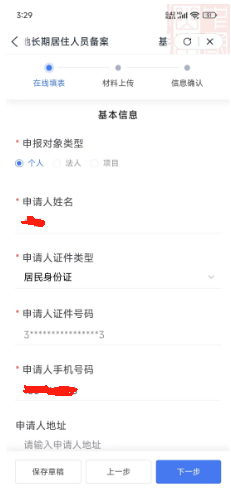 3:29
53
也长期居住人员备案
基
在线填表
材料上传
信息确认
基本信息
* 申报对象类型
个人 法人 项目
* 申请人姓名
* 申请人证件类型
居民身份证
* 申请人证件号码
3****************3
* 申请人手机号码
申请人地址
请输入申请人地址
保存草稿
上一步
下一步